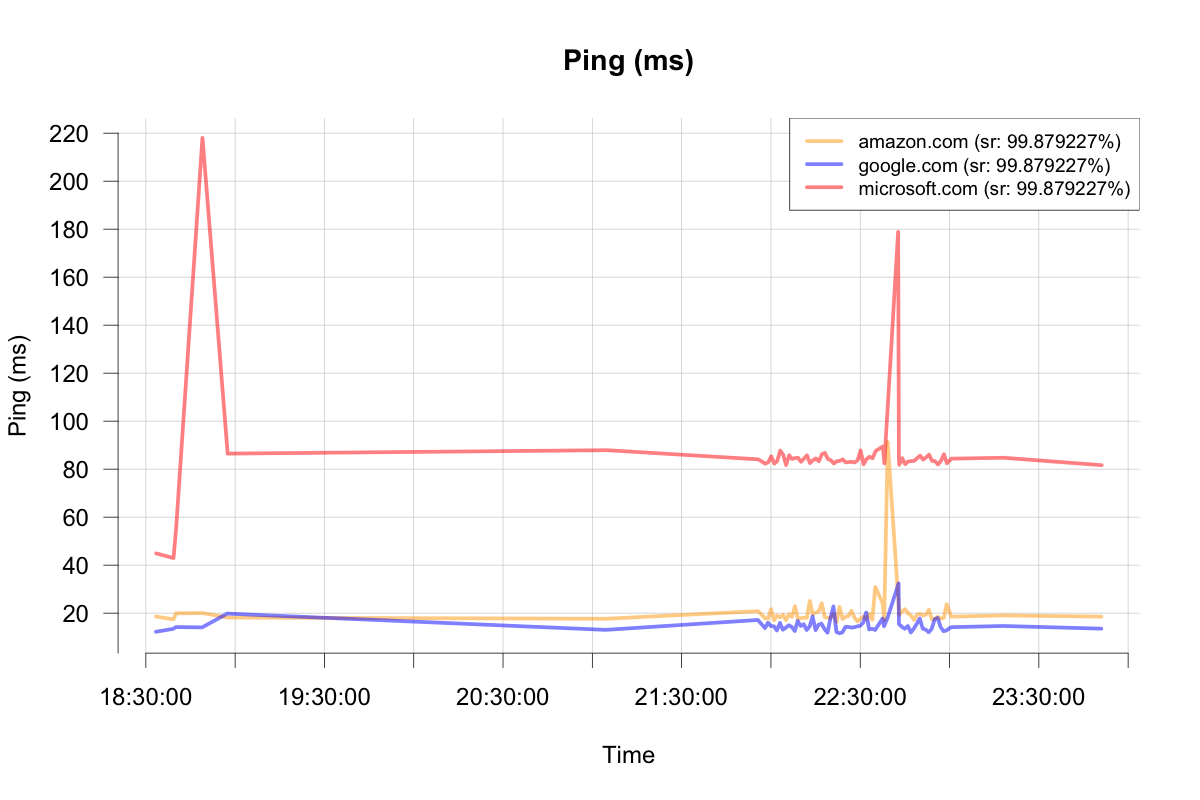 Ping (ms)
amazon.com (sr: 99.879227%)
google.com (sr: 99.879227%)
microsoft.com (sr: 99.879227%)
220
200
180
160
140
120
100
80
60
40
20
Ping (ms)
18:30:00 19:30:00 20:30:00 21:30:00 22:30:00 23:30:00
Time